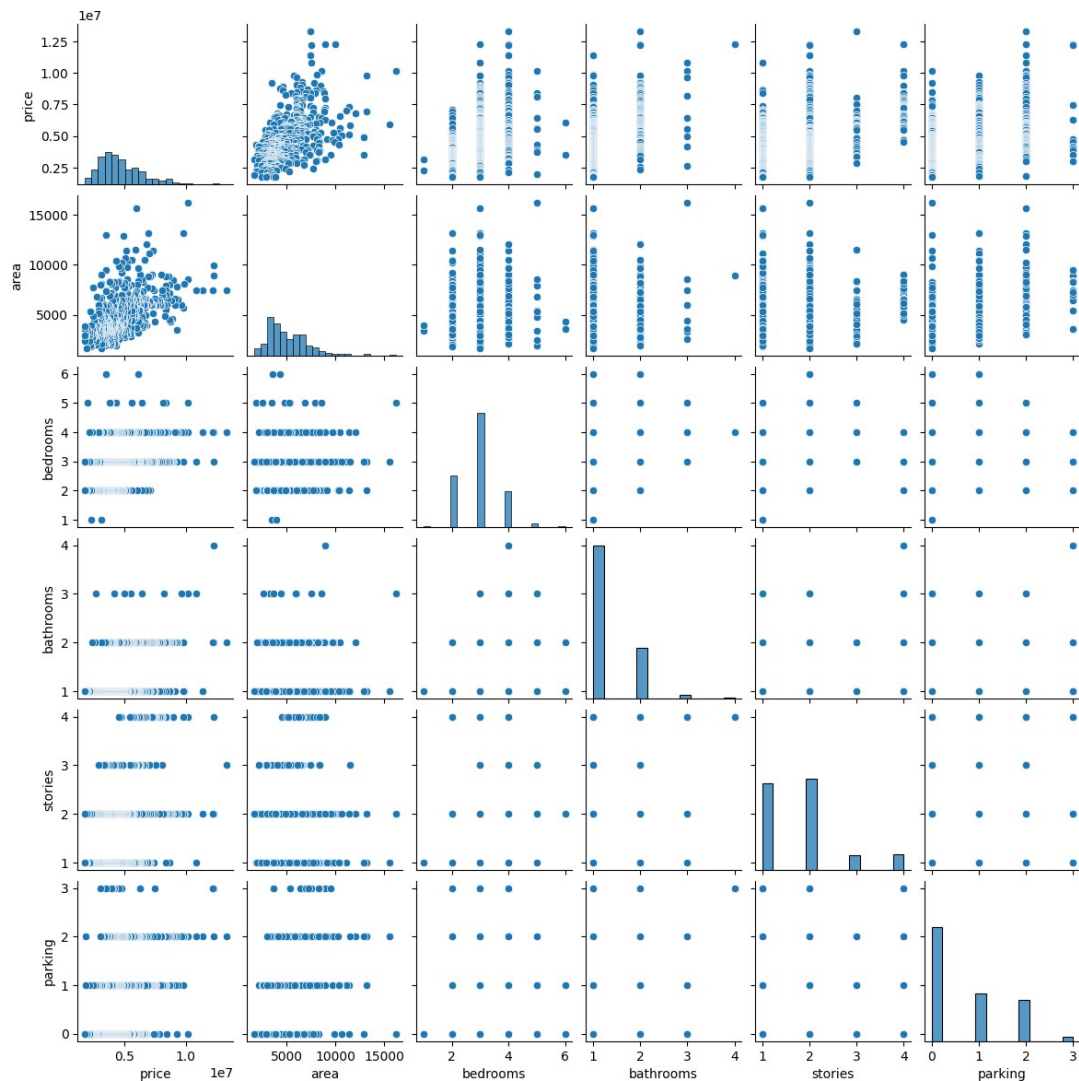 1e7
1.25
1.00
0.75
0.50
0.25
price
15000
10000
5000
area
6
5
4
3
2
1
bedrooms
4
3
2
1
bathrooms
4
3
2
1
stories
3
2
1
0
parking
0.5 1.0
price 1e7
5000 10000 15000
area
2 4 6
bedrooms
1 2 3 4
bathrooms
1 2 3 4
stories
0 1 2 3
parking